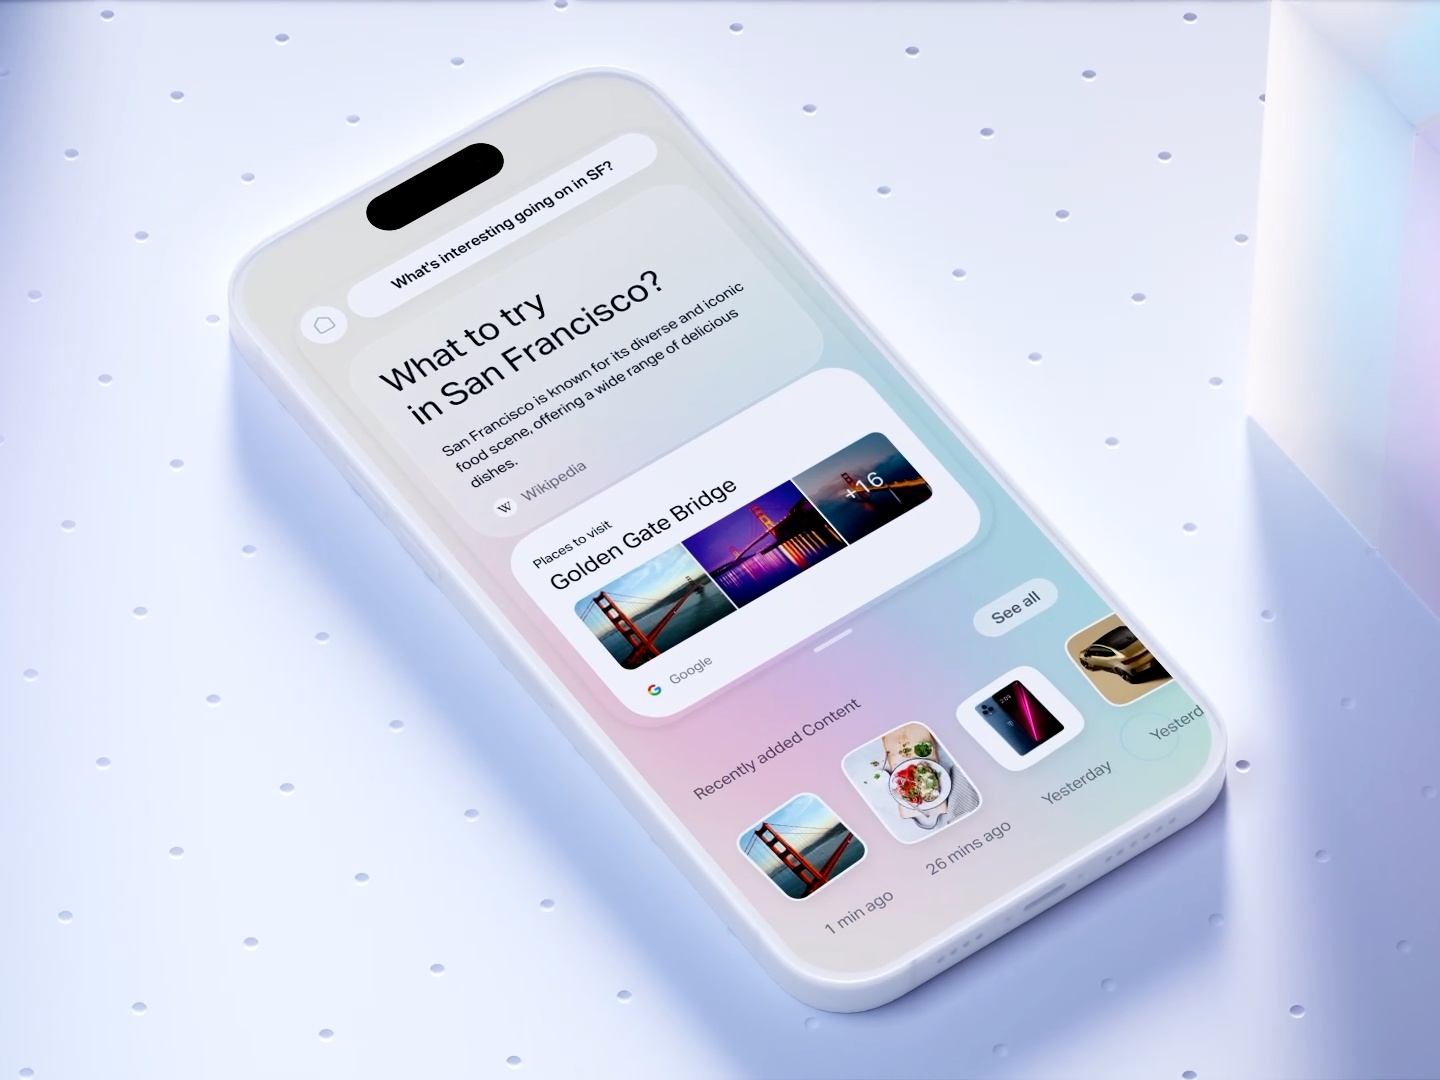 What's interesting going on in SF?
What to try
in San Francisco?
San Francisco is known for its diverse and iconic
food scene, offering a wide range of delicious
dishes.
W Wikipedia
Places to visit
Golden Gate Bridge
+16
G Google
See all
Recently added Content
1 min ago
26 mins ago
Yesterday
Yesterd